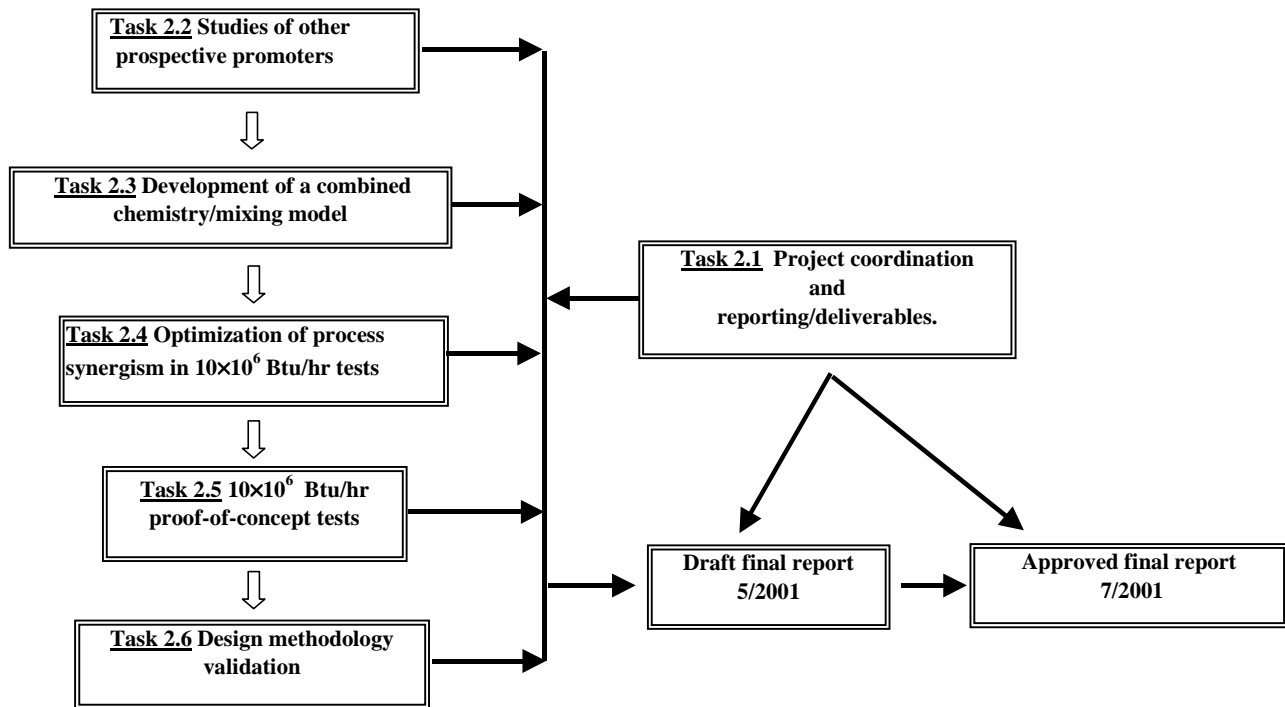 Task 2.2 Studies of other
prospective promoters
Task 2.3 Development of a combined
chemistry/mixing model
Task 2.4 Optimization of process
synergism in 10×10⁶ Btu/hr tests
Task 2.5 10×10⁶ Btu/hr
proof-of-concept tests
Task 2.6 Design methodology
validation
Task 2.1 Project coordination
and
reporting/deliverables.
Draft final report
5/2001
Approved final report
7/2001